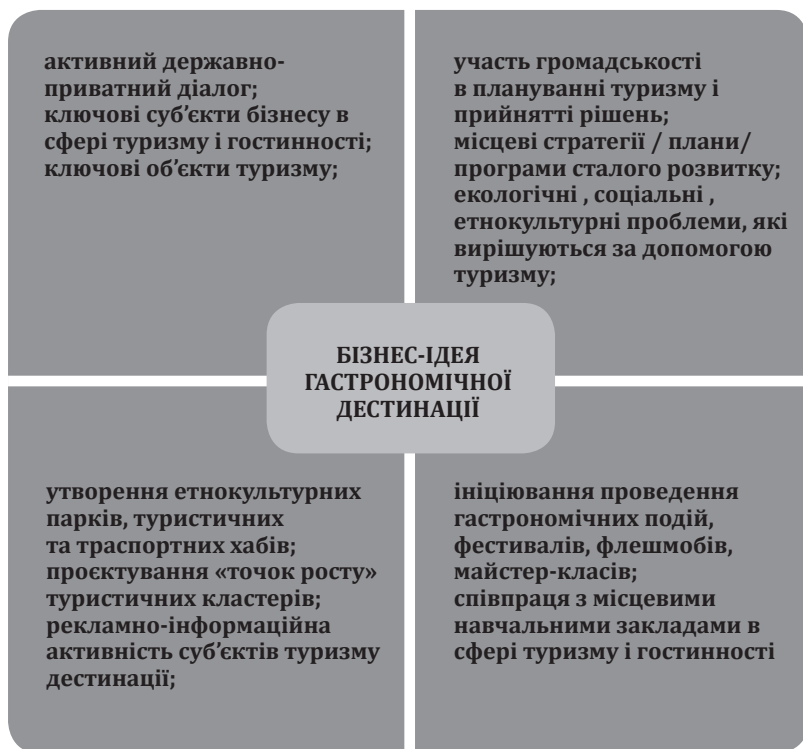 активний державно-
приватний діалог;
ключові суб’єкти бізнесу в
сфері туризму і гостинності;
ключові об’єкти туризму;
участь громадськості
в плануванні туризму і
прийнятті рішень;
місцеві стратегії / плани/
програми сталого розвитку;
екологічні , соціальні ,
етнокультурні проблеми, які
вирішуються за допомогою
туризму;
БІЗНЕС-ІДЕЯ
ГАСТРОНОМІЧНОЇ
ДЕСТИНАЦІЇ
утворення етнокультурних
парків, туристичних
та траспортних хабів;
проєктування «точок росту»
туристичних кластерів;
рекламно-інформаційна
активність суб’єктів туризму
дестинації;
ініціювання проведення
гастрономічних подій,
фестивалів, флешмобів,
майстер-класів;
співпраця з місцевими
навчальними закладами в
сфері туризму і гостинності